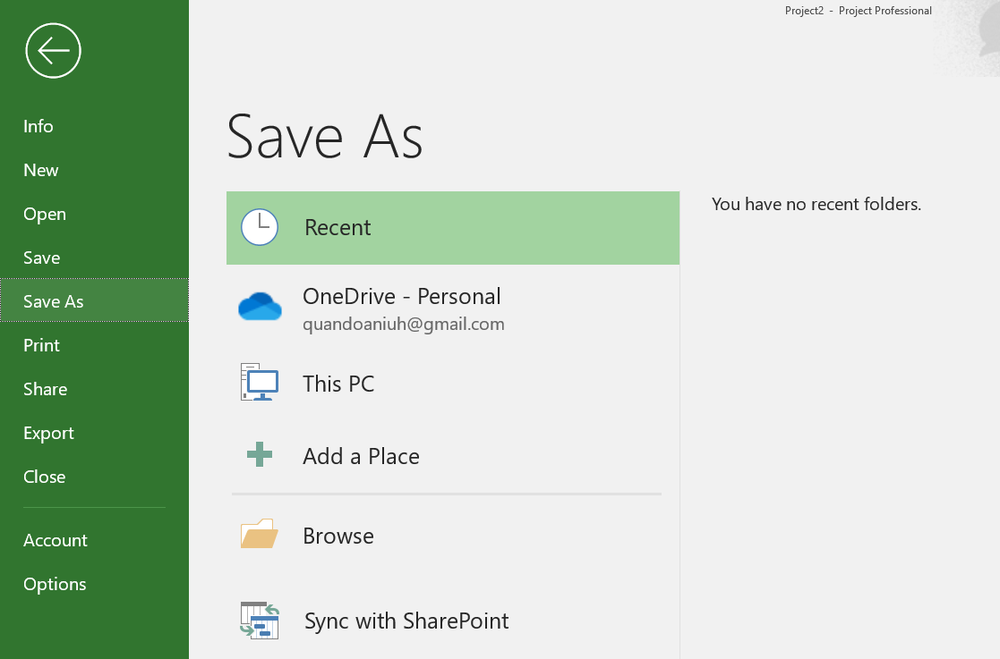 Project2 - Project Professional
Info
New
Open
Save
Save As
Print
Share
Export
Close
Account
Options
Save As
Recent
OneDrive - Personal
quandoaniuh@gmail.com
This PC
Add a Place
Browse
Sync with SharePoint
You have no recent folders.